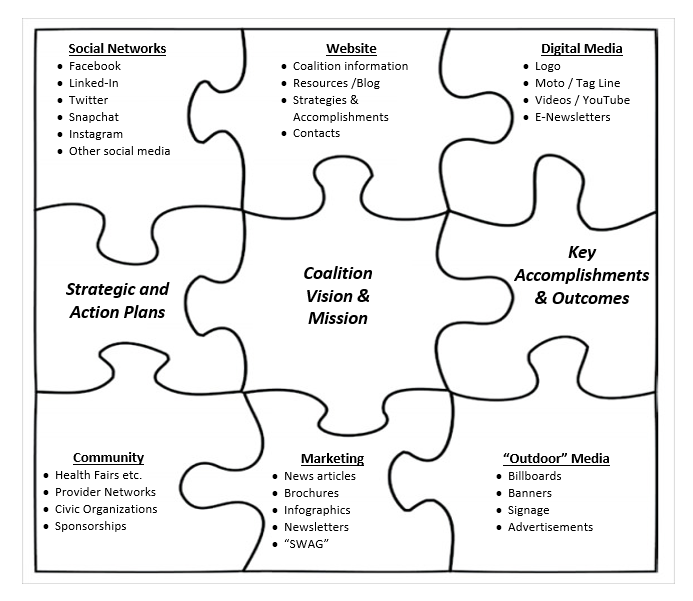 Social Networks
• Facebook
• Linked-In
• Twitter
• Snapchat
• Instagram
• Other social media
Website
• Coalition information
• Resources /Blog
• Strategies &
Accomplishments
• Contacts
Digital Media
• Logo
• Moto / Tag Line
• Videos / YouTube
• E-Newsletters
Strategic and
Action Plans
Coalition
Vision &
Mission
Key
Accomplishments
& Outcomes
Community
• Health Fairs etc.
• Provider Networks
• Civic Organizations
• Sponsorships
Marketing
• News articles
• Brochures
• Infographics
• Newsletters
• “SWAG”
“Outdoor” Media
• Billboards
• Banners
• Signage
• Advertisements